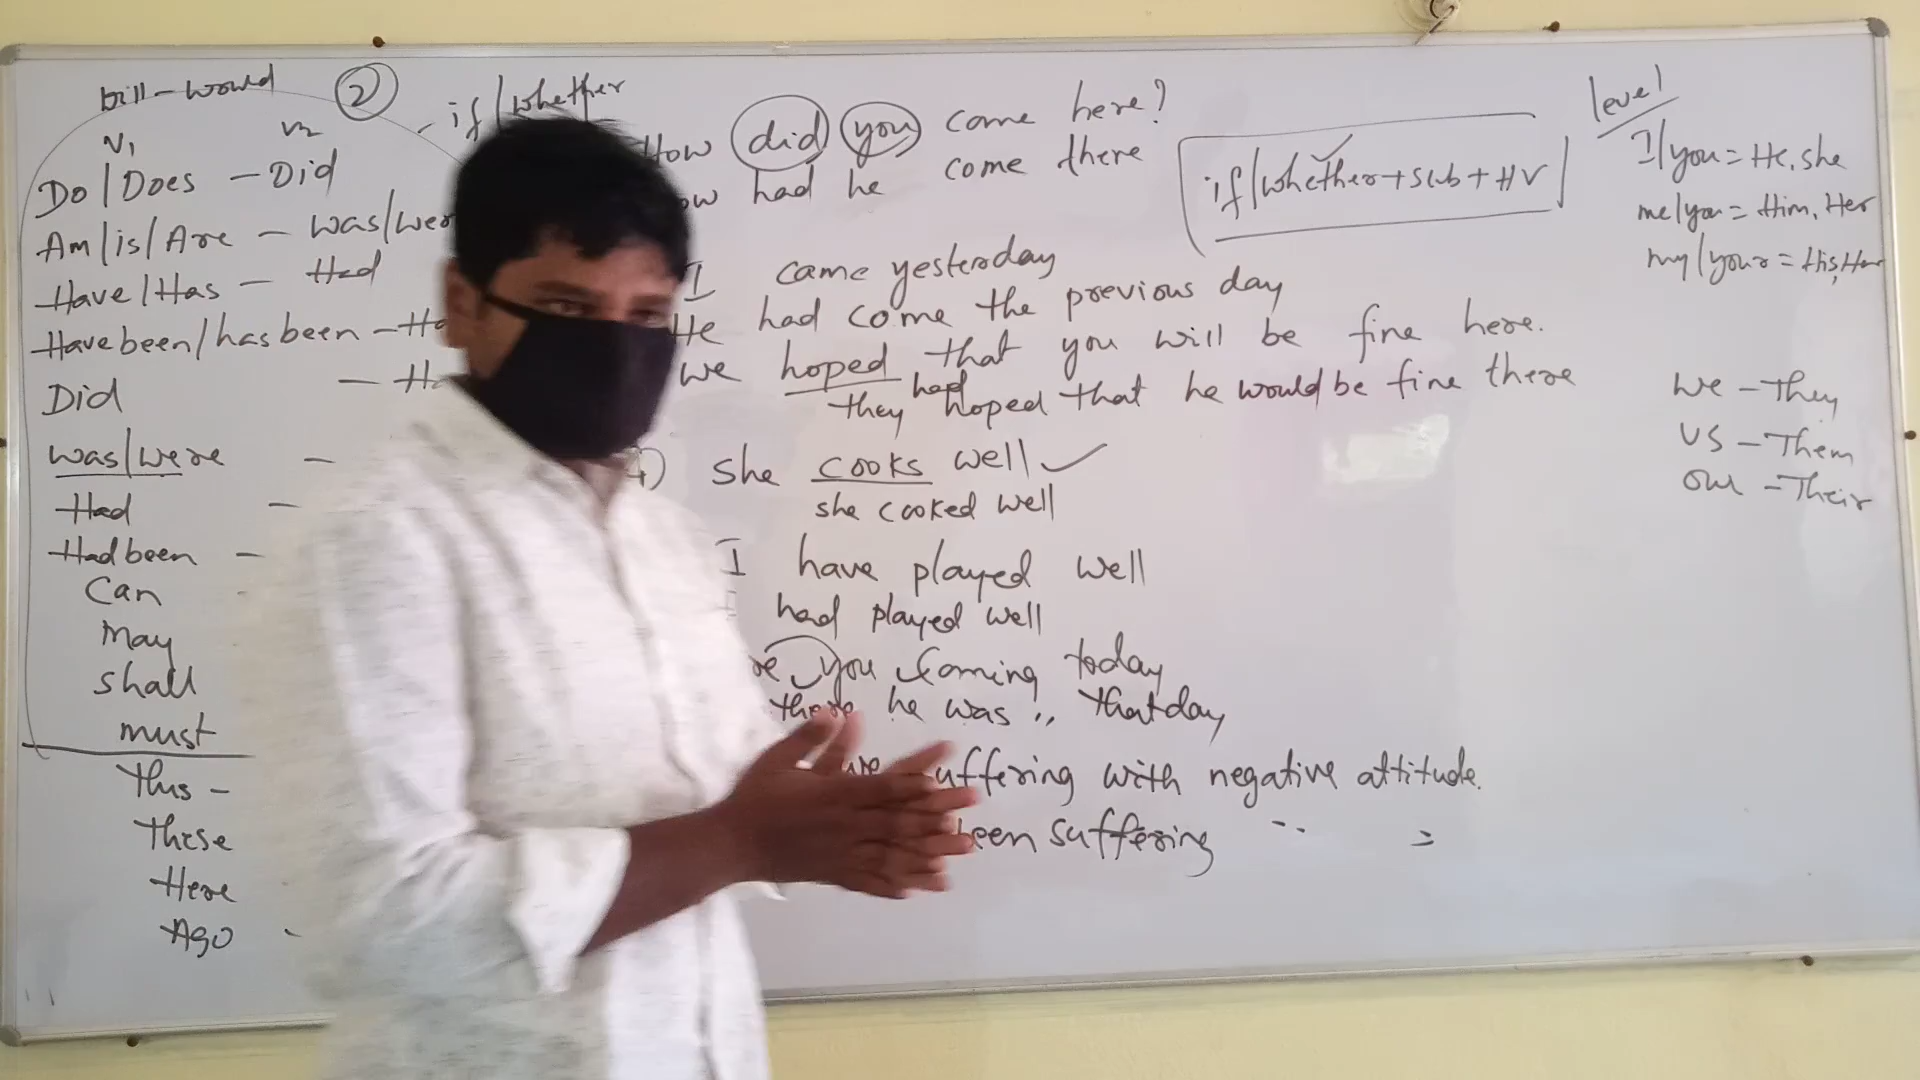 will - would
2
- if/whether
V1 V2
Do/Does - Did
Am/is/Are - was/were
Have/Has - Had
Have been/has been - Ha
Did - Ha
was/were -
Had -
Had been -
Can
May
shall
must
This -
These
Here
Ago -
How did you come here?
ow had he come there
I came yesterday
He had come the previous day
we hoped that you will be fine here.
they had hoped that he would be fine there
4) she cooks well ✓
she cooked well
I have played well
I had played well
re you coming today
there he was ,, that day
we suffering with negative attitude.
been suffering -- =
if/whether + sub + HV
level
I/you = He, she
me/you = Him, Her
my/your = His, Her
we - They
us - Them
our - Their